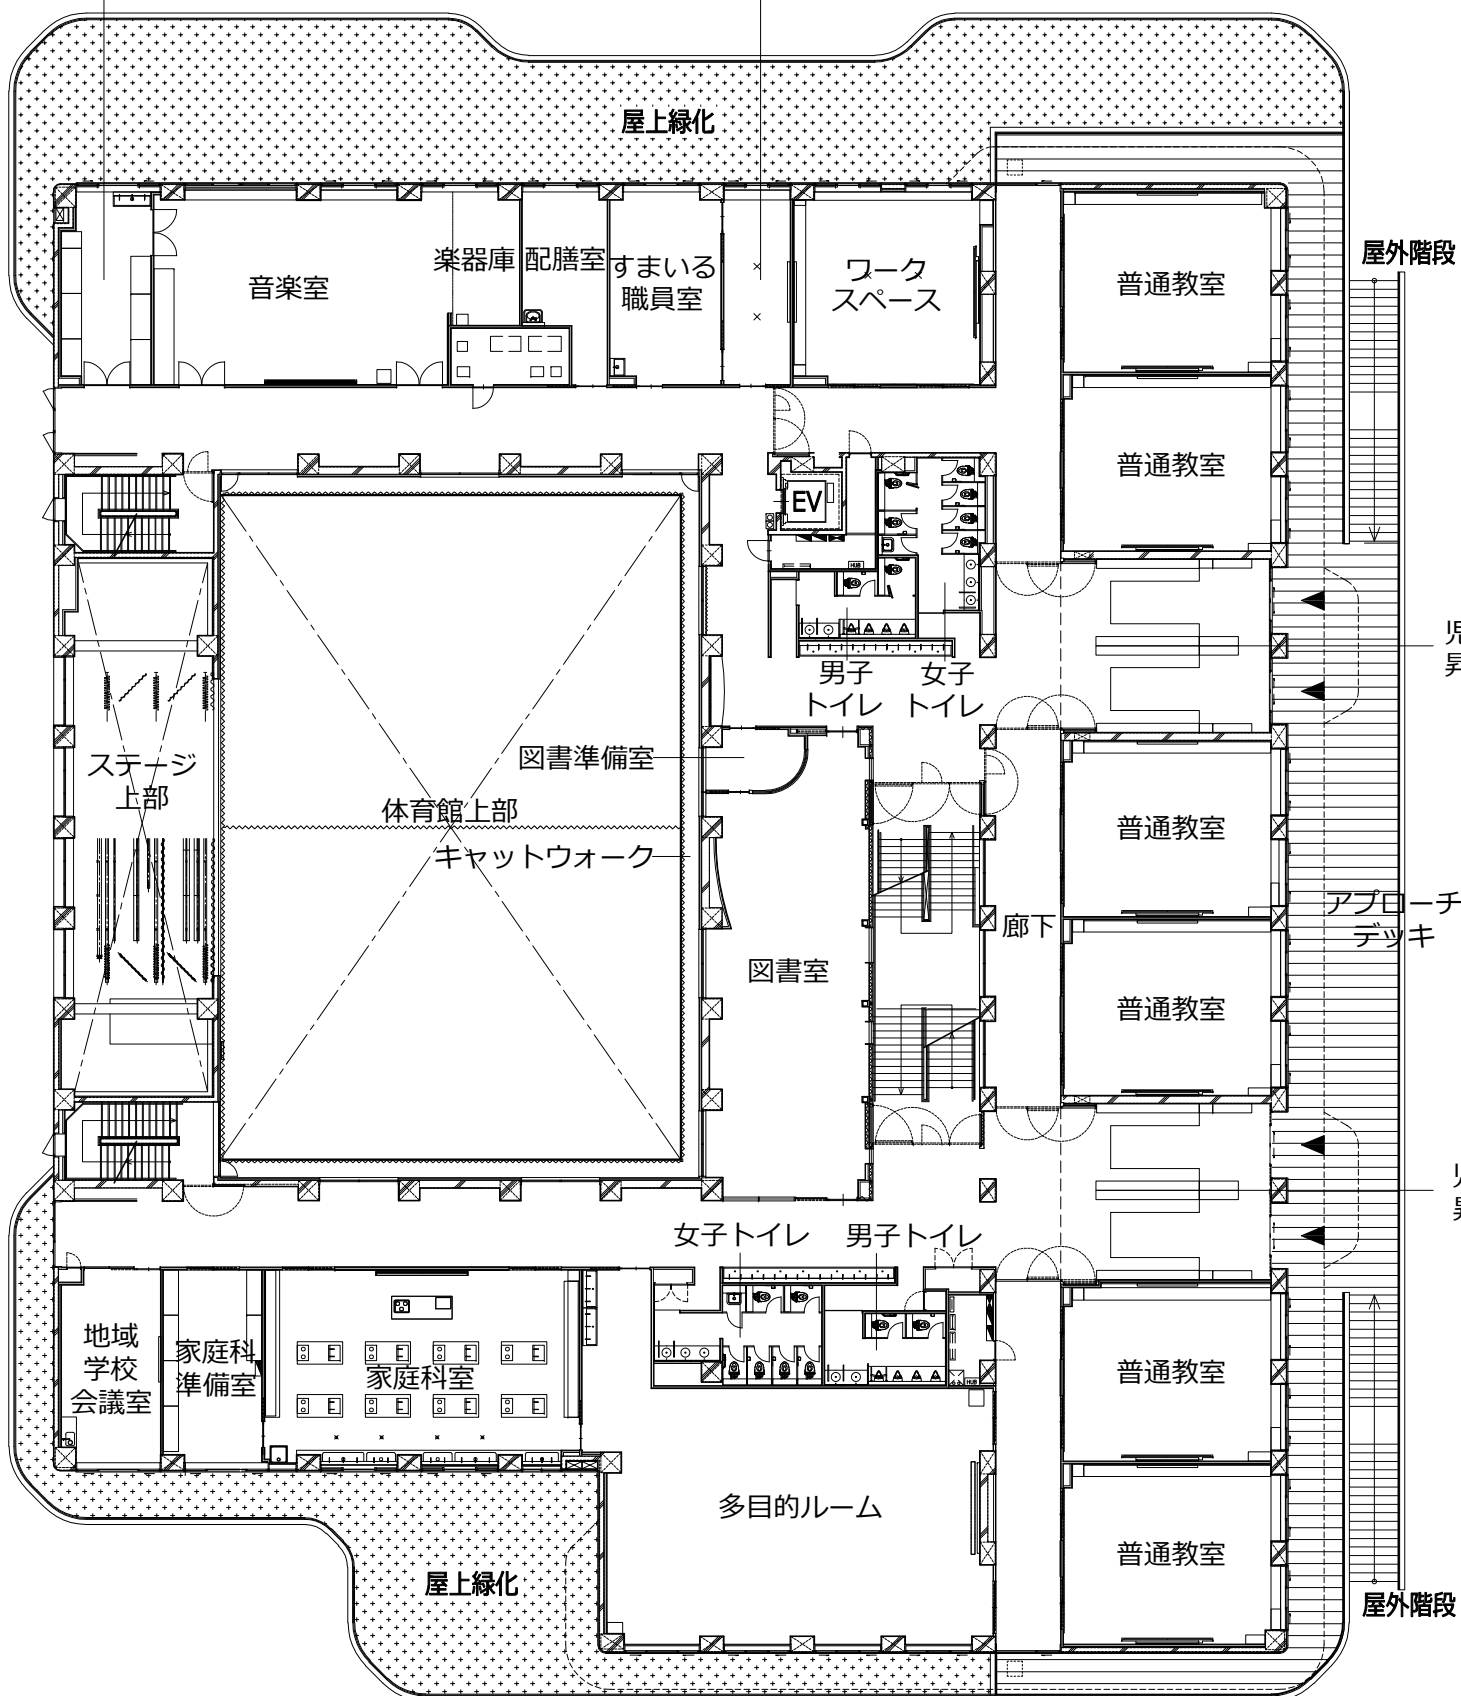 屋上緑化
屋外階段
音楽室
楽器庫
配膳室
すまいる
職員室
ワーク
スペース
普通教室
普通教室
EV
HUB
男子
トイレ
女子
トイレ
児
昇
図書準備室
ステージ
上部
体育館上部
キャットウォーク
普通教室
廊下
アプローチ
デッキ
図書室
普通教室
女子トイレ
男子トイレ
児
昇
地域
学校
会議室
家庭科
準備室
家庭科室
HUB
普通教室
多目的ルーム
普通教室
屋上緑化
屋外階段